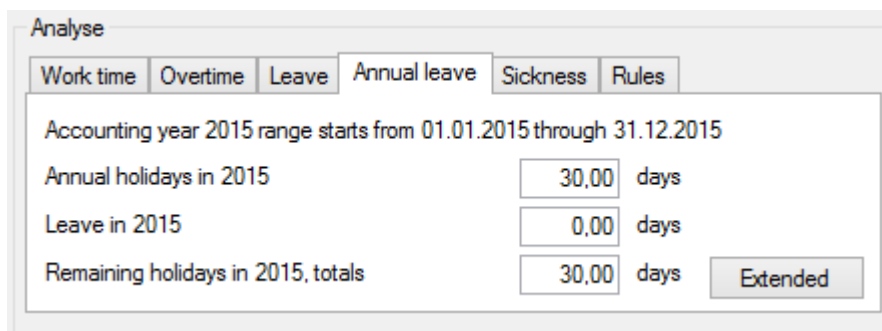 Analyse
Work time Overtime Leave Annual leave Sickness Rules
Accounting year 2015 range starts from 01.01.2015 through 31.12.2015
Annual holidays in 2015 30,00 days
Leave in 2015 0,00 days
Remaining holidays in 2015, totals 30,00 days Extended